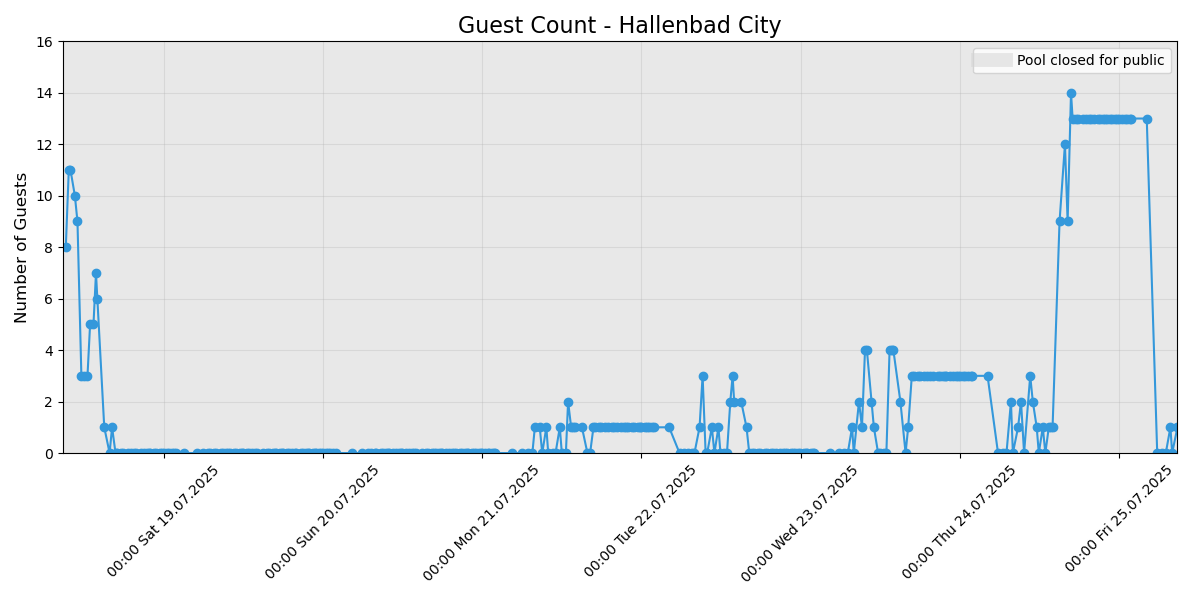 Guest Count - Hallenbad City
Number of Guests
16
14
12
10
8
6
4
2
0
Pool closed for public
00:00 Sat 19.07.2025
00:00 Sun 20.07.2025
00:00 Mon 21.07.2025
00:00 Tue 22.07.2025
00:00 Wed 23.07.2025
00:00 Thu 24.07.2025
00:00 Fri 25.07.2025